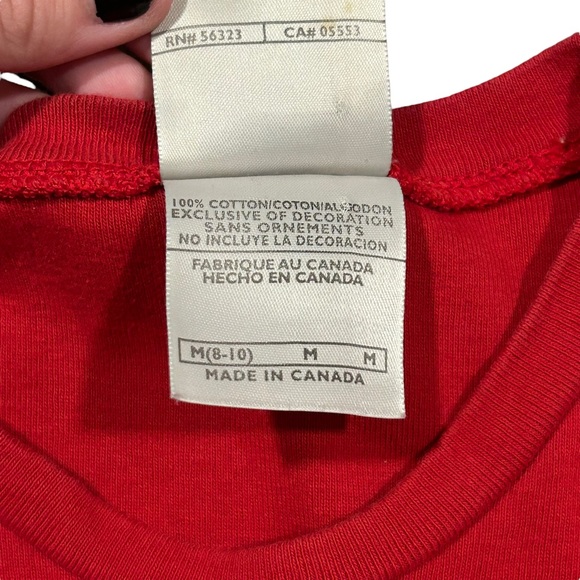 RN# 56323 CA# 05553
100% COTTON/COTON/ALGODON
EXCLUSIVE OF DECORATION
SANS ORNEMENTS
NO INCLUYE LA DECORACION
FABRIQUE AU CANADA
HECHO EN CANADA
M(8-10) M M
MADE IN CANADA